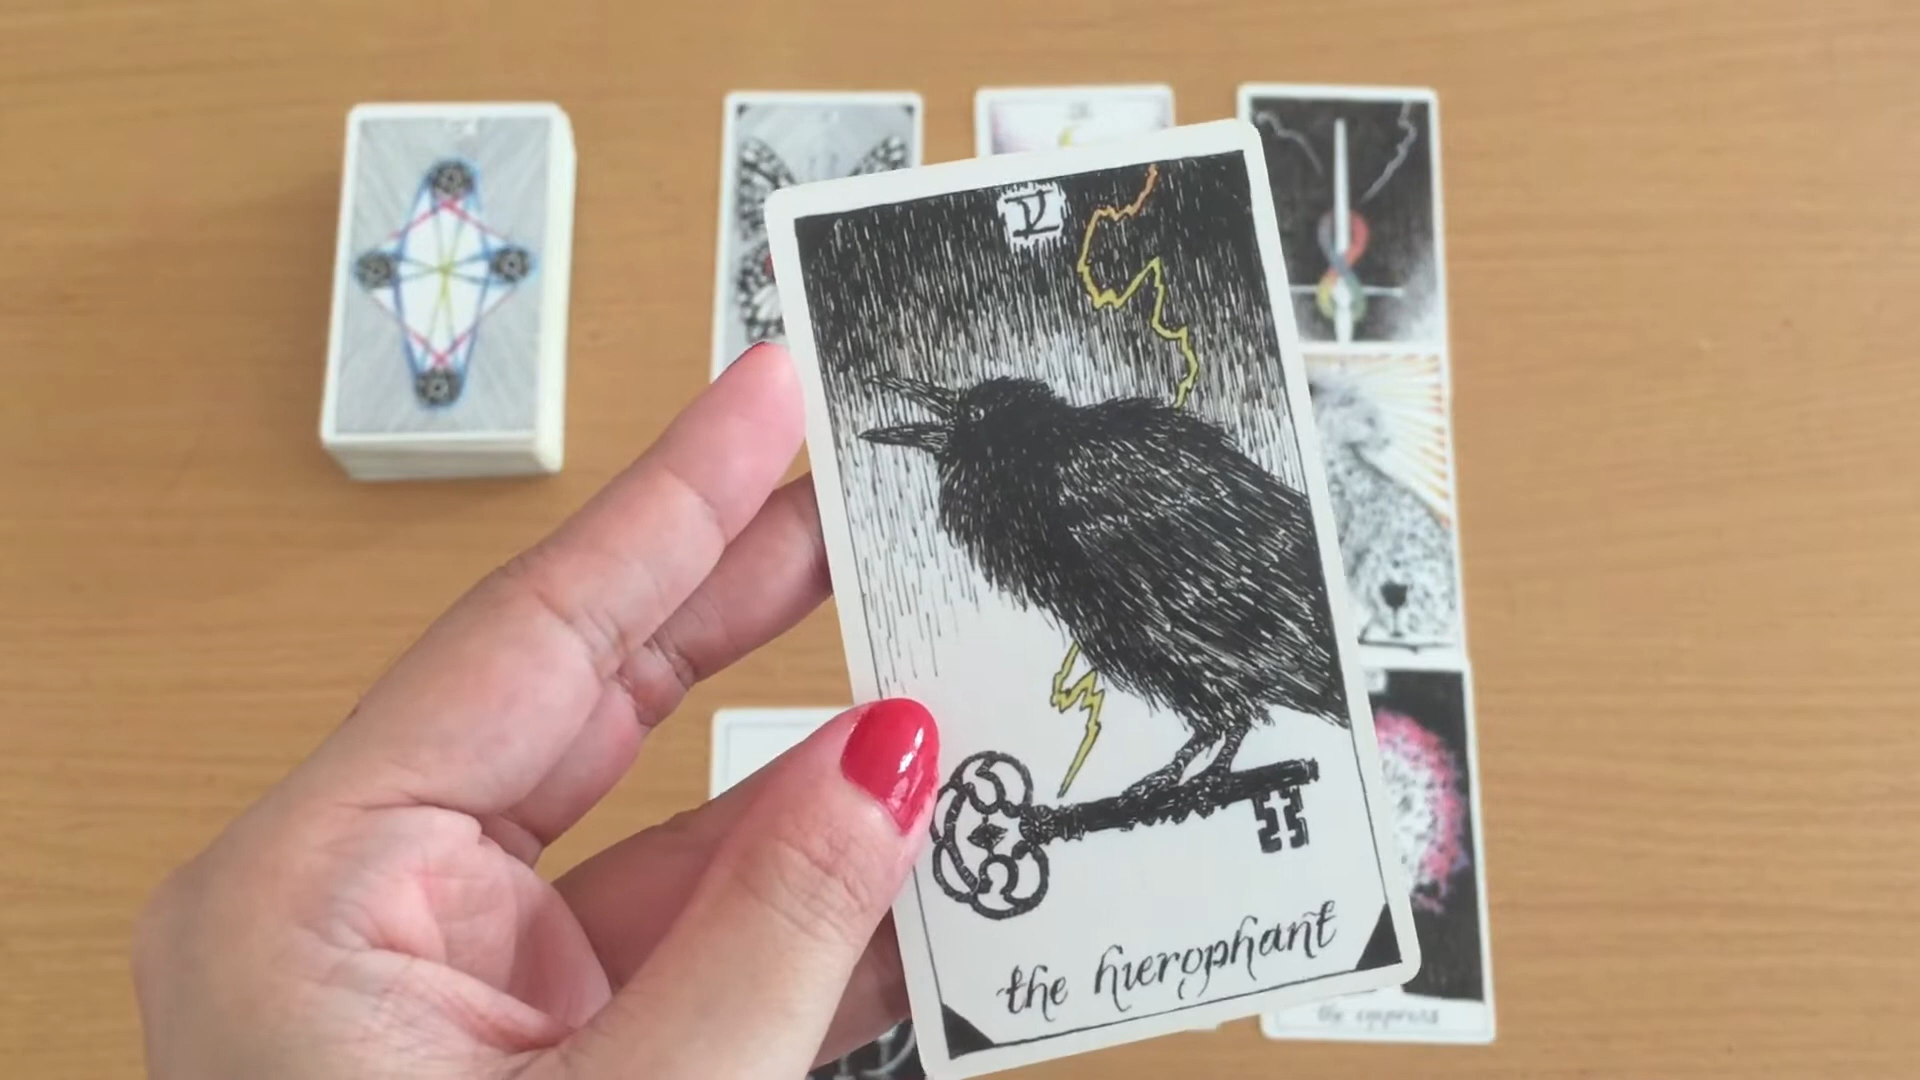 V
the hierophant
the empress